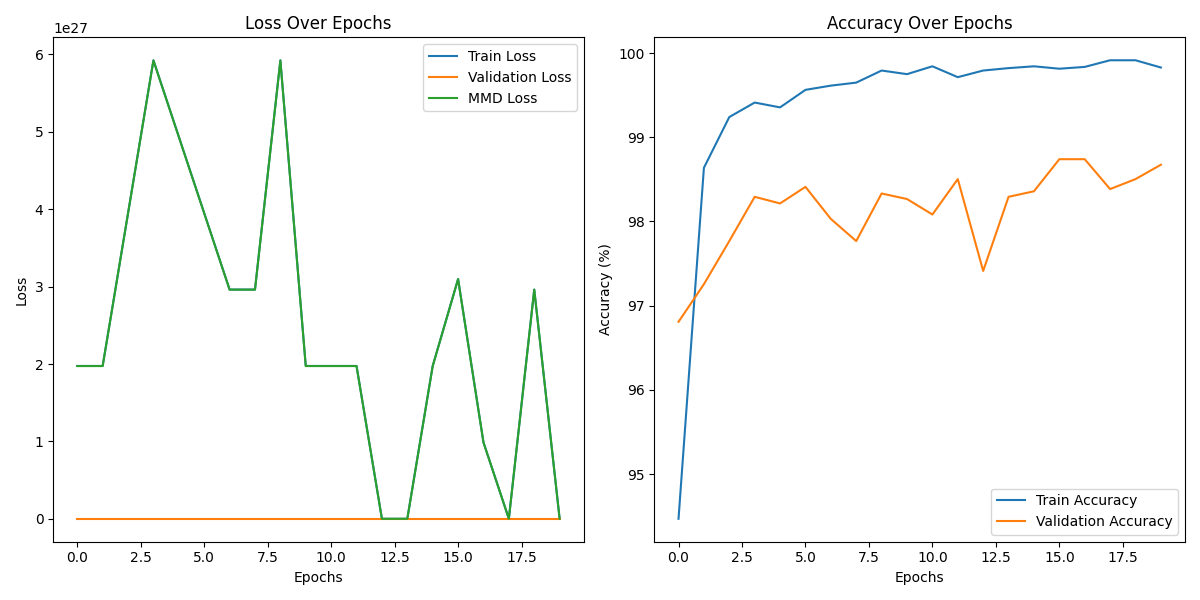 Loss Over Epochs
1e27
6
5
4
3
2
1
0
Loss
Train Loss
Validation Loss
MMD Loss
0.0 2.5 5.0 7.5 10.0 12.5 15.0 17.5
Epochs
Accuracy Over Epochs
100
99
98
97
96
95
Accuracy (%)
Train Accuracy
Validation Accuracy
0.0 2.5 5.0 7.5 10.0 12.5 15.0 17.5
Epochs